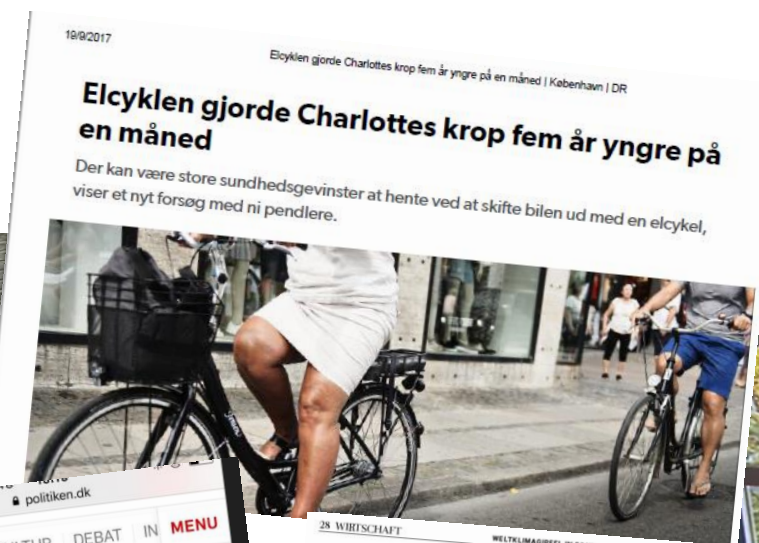 19/9/2017
Elcyklen gjorde Charlottes krop fem år yngre på en måned | København | DR
Elcyklen gjorde Charlottes krop fem år yngre på
en måned
Der kan være store sundhedsgevinster at hente ved at skifte bilen ud med en elcykel,
viser et nyt forsøg med ni pendlere.
politiken.dk
DEBAT
MENU
28 WIRTSCHAFT